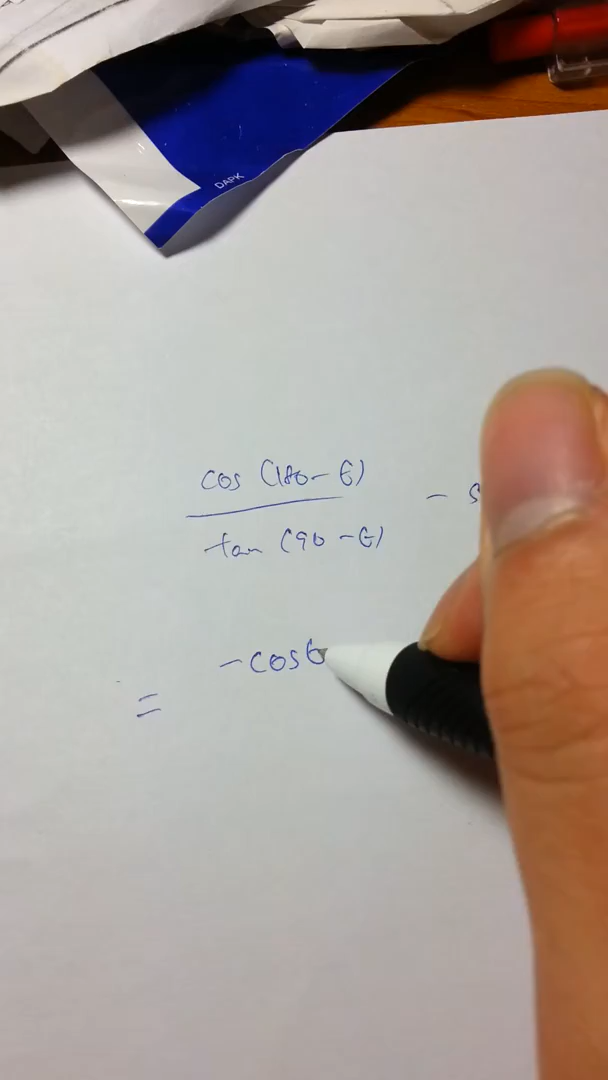 DAPK
cos (180-θ)
tan (90-θ)
- s
= -cosθ